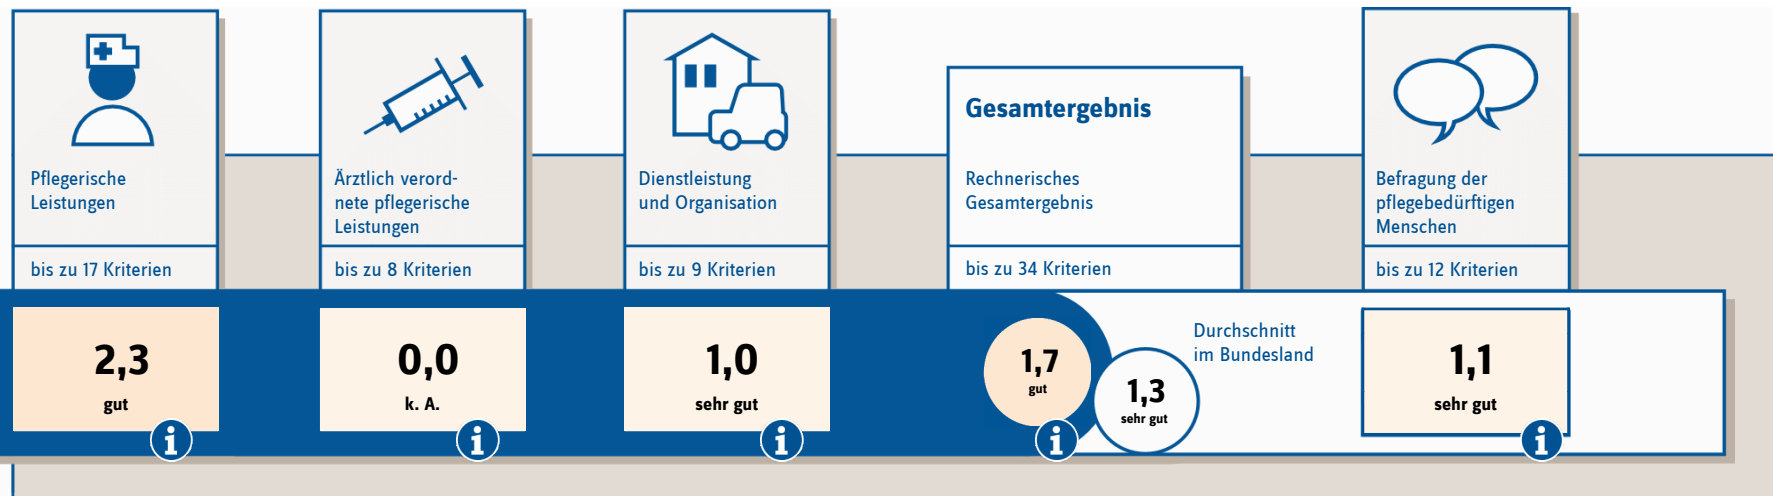 Pflegerische
Leistungen
bis zu 17 Kriterien
2,3
gut
i
Ärztlich verord-
nete pflegerische
Leistungen
bis zu 8 Kriterien
0,0
k. A.
i
Dienstleistung
und Organisation
bis zu 9 Kriterien
1,0
sehr gut
i
Gesamtergebnis
Rechnerisches
Gesamtergebnis
bis zu 34 Kriterien
1,7
gut
i
1,3
sehr gut
Durchschnitt
im Bundesland
Befragung der
pflegebedürftigen
Menschen
bis zu 12 Kriterien
1,1
sehr gut
i